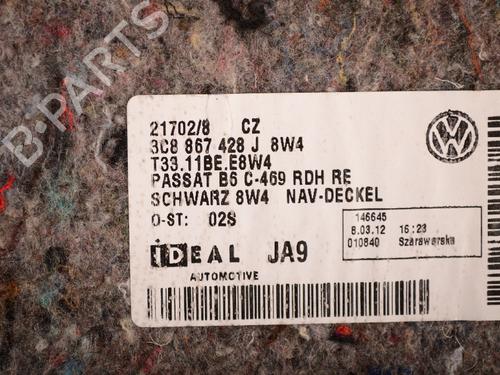 B-PARTS
21702/8 CZ
3C8 867 428 J 8W4
T33.11BE.E8W4
PASSAT B6 C-469 RDH RE
SCHWARZ 8W4 NAV-DECKEL
O-ST: 02S
146645
8.03.12 16:23
010840 Szarawarska
iDEAL JA9
AUTOMOTIVE